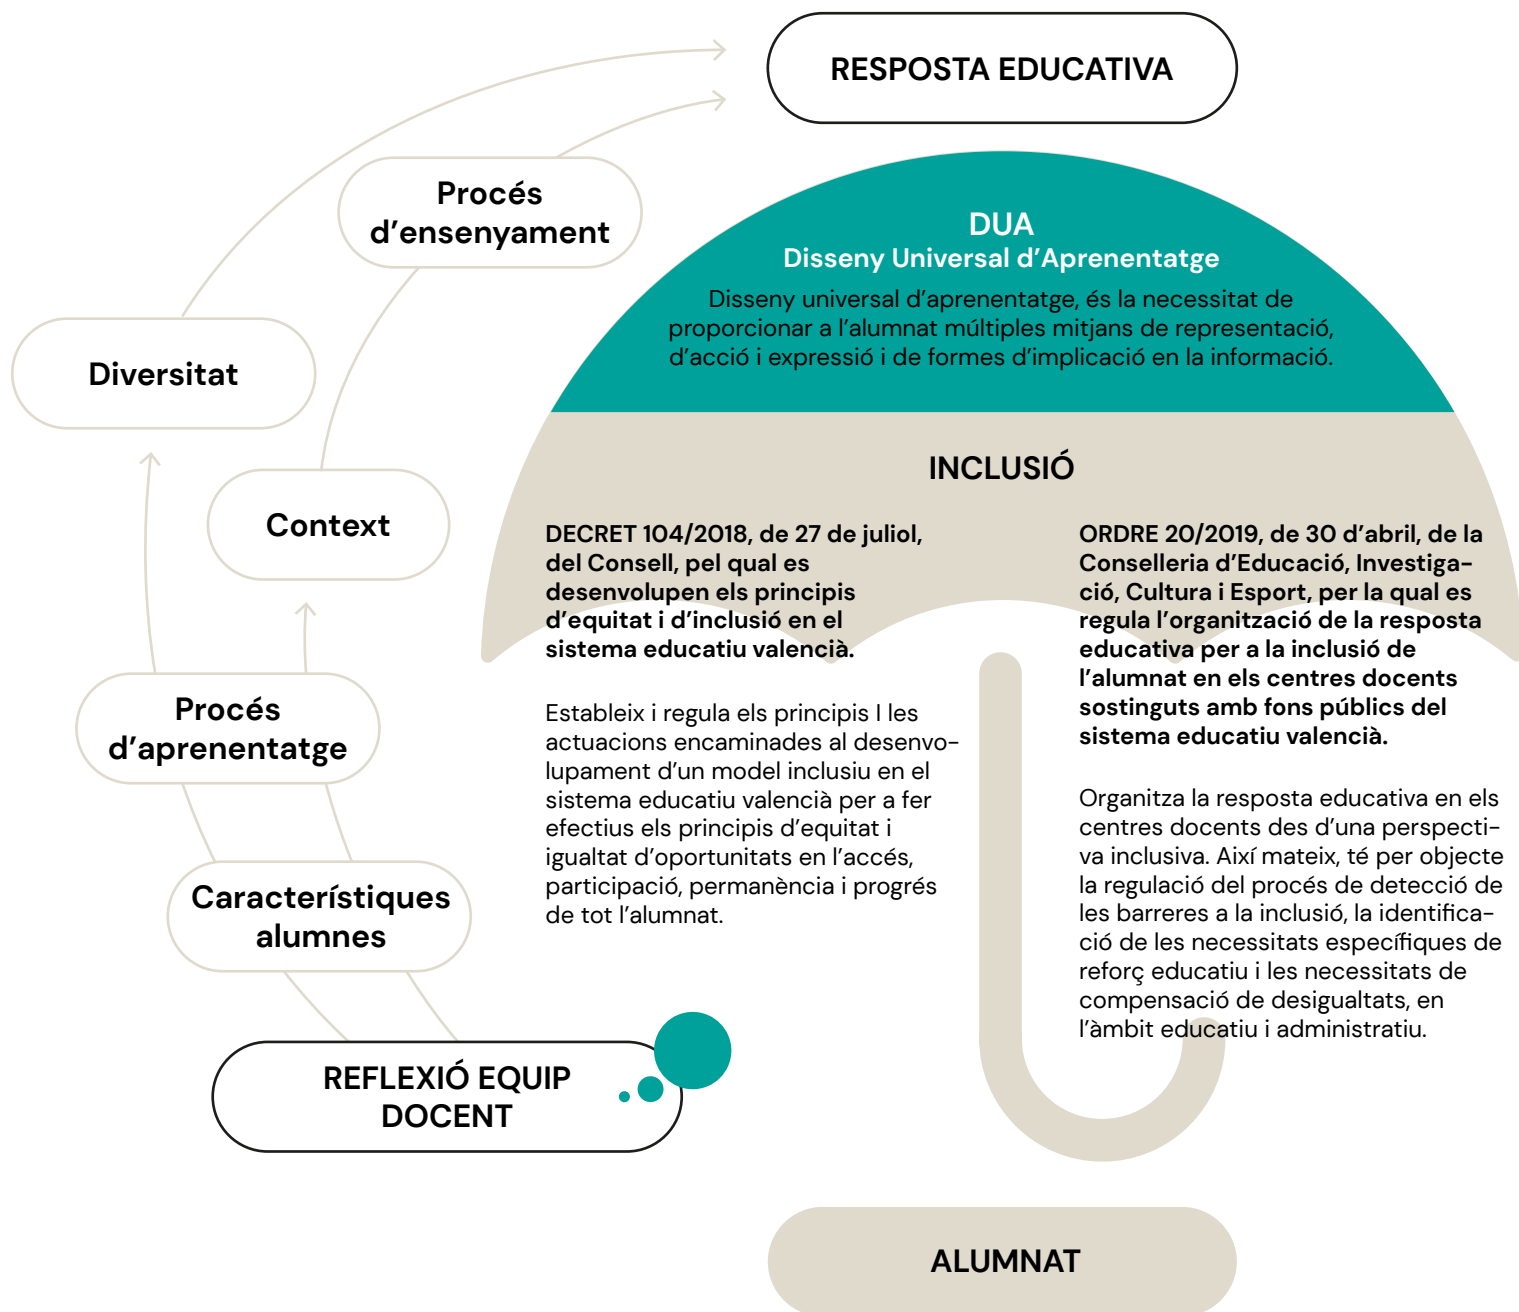 RESPOSTA EDUCATIVA
Procés
d’ensenyament
Diversitat
Context
Procés
d’aprenentatge
Característiques
alumnes
REFLEXIÓ EQUIP
DOCENT
DUA
Disseny Universal d’Aprenentatge
Disseny universal d’aprenentatge, és la necessitat de
proporcionar a l’alumnat múltiples mitjans de representació,
d’acció i expressió i de formes d’implicació en la informació.
INCLUSIÓ
DECRET 104/2018, de 27 de juliol,
del Consell, pel qual es
desenvolupen els principis
d’equitat i d’inclusió en el
sistema educatiu valencià.
Estableix i regula els principis I les
actuacions encaminades al desenvo-
lupament d’un model inclusiu en el
sistema educatiu valencià per a fer
efectius els principis d’equitat i
igualtat d’oportunitats en l’accés,
participació, permanència i progrés
de tot l’alumnat.
ORDRE 20/2019, de 30 d’abril, de la
Conselleria d’Educació, Investiga-
ció, Cultura i Esport, per la qual es
regula l’organització de la resposta
educativa per a la inclusió de
l’alumnat en els centres docents
sostinguts amb fons públics del
sistema educatiu valencià.
Organitza la resposta educativa en els
centres docents des d’una perspecti-
va inclusiva. Així mateix, té per objecte
la regulació del procés de detecció de
les barreres a la inclusió, la identifica-
ció de les necessitats específiques de
reforç educatiu i les necessitats de
compensació de desigualtats, en
l’àmbit educatiu i administratiu.
ALUMNAT